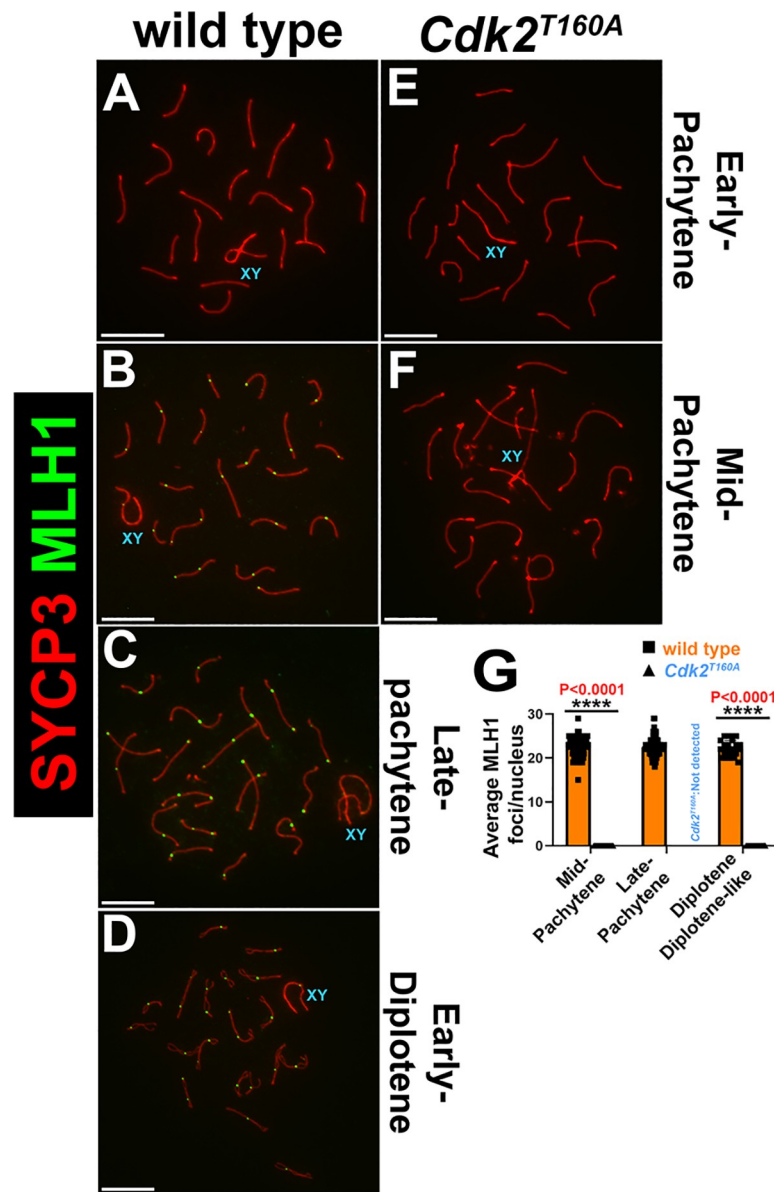 wild type
Cdk2T160A
A
E
Early-
Pachytene
XY
XY
B
F
Mid-
Pachytene
XY
XY
SYCP3 MLH1
C
Late-
pachytene
XY
D
Early-
Diplotene
XY
G
wild type
Cdk2T160A
P<0.0001
****
P<0.0001
****
Average MLH1
foci/nucleus
30
20
10
0
Cdk2T160A:Not detected
Mid-
Pachytene
Late-
Pachytene
Diplotene
Diplotene-like